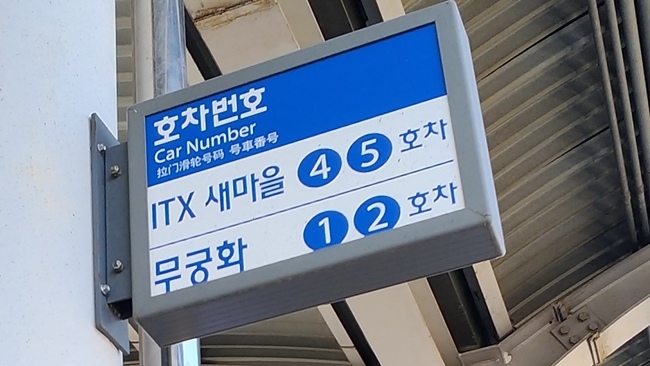 호차번호
Car Number
拉门滑轮号码 号車番号
ITX 새마을 4 5 호차
무궁화 1 2 호차